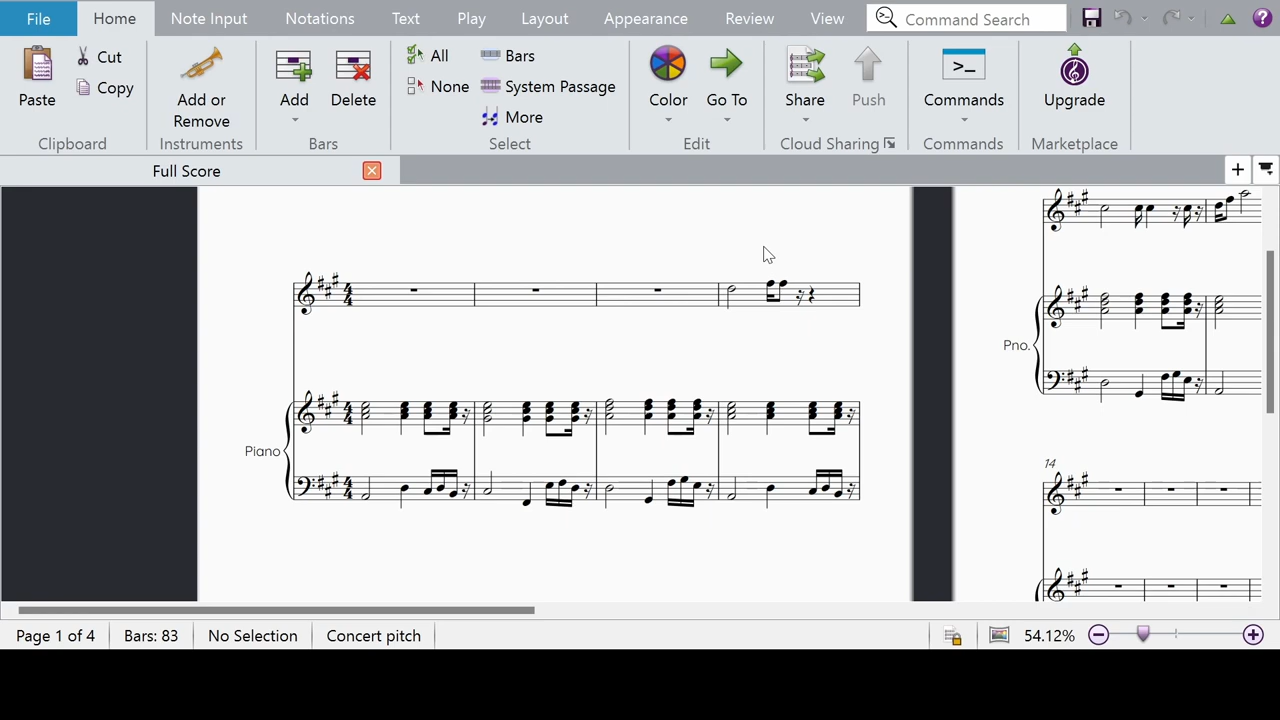 File Home Note Input Notations Text Play Layout Appearance Review View Command Search
Paste Cut Copy Add or Remove Add Delete All None Bars System Passage More Color Go To Share Push Commands Upgrade
Clipboard Instruments Bars Select Edit Cloud Sharing Commands Marketplace
Full Score
Pno.
Piano
14
Page 1 of 4 Bars: 83 No Selection Concert pitch 54.12%